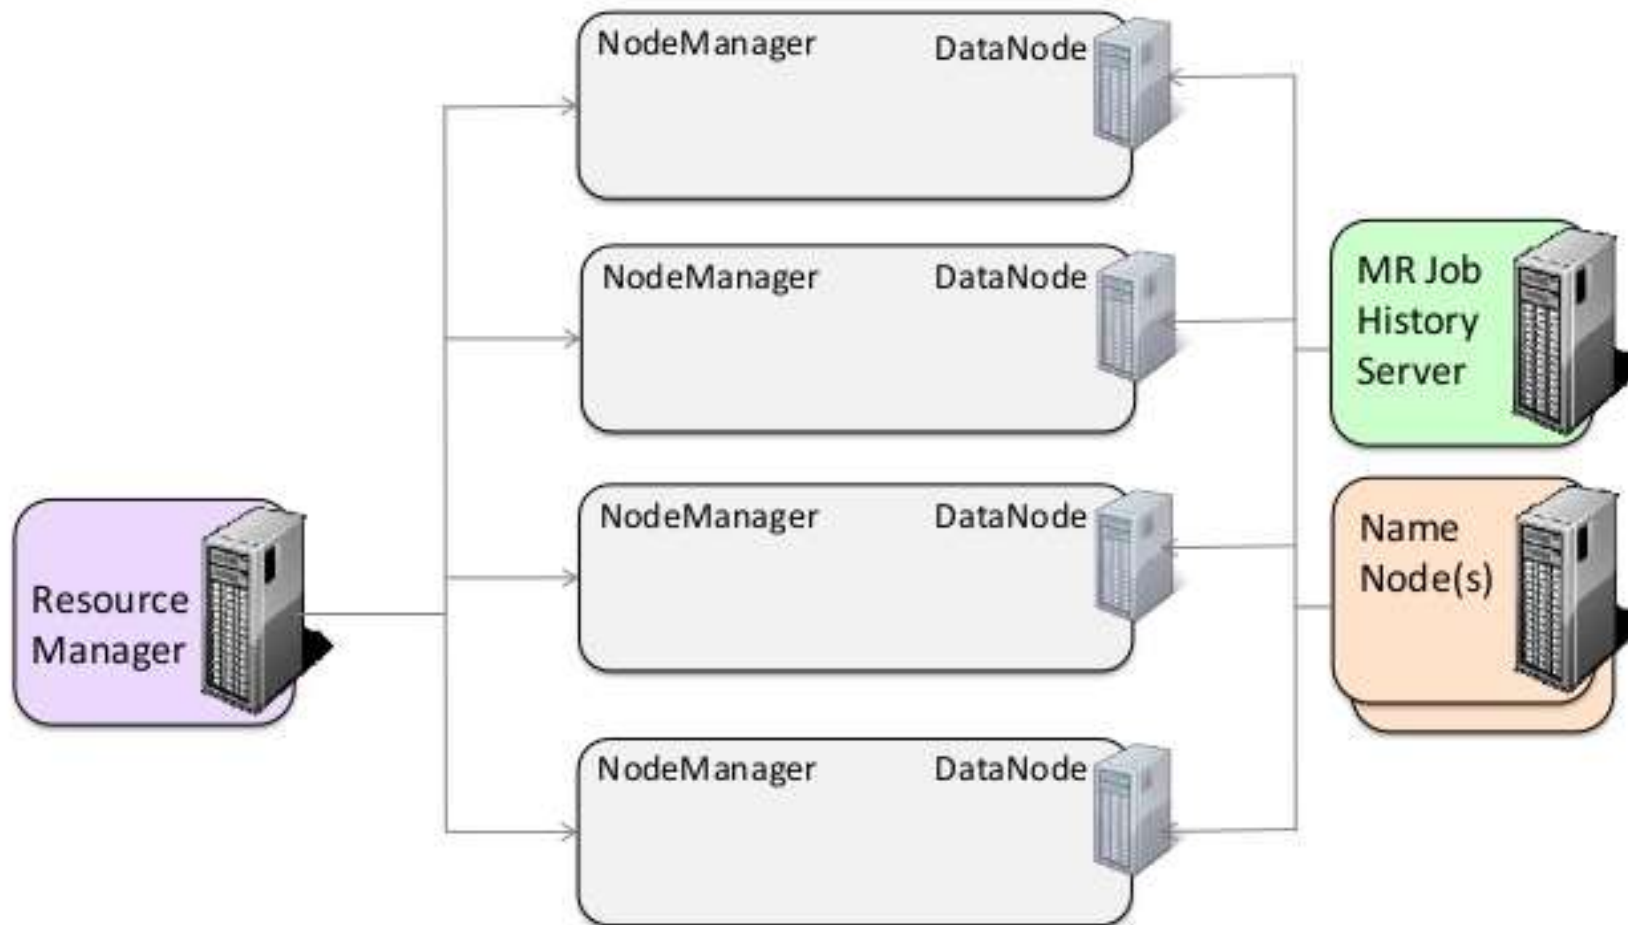 NodeManager DataNode
NodeManager DataNode
MR Job
History
Server
NodeManager DataNode
Name
Node(s)
Resource
Manager
NodeManager DataNode